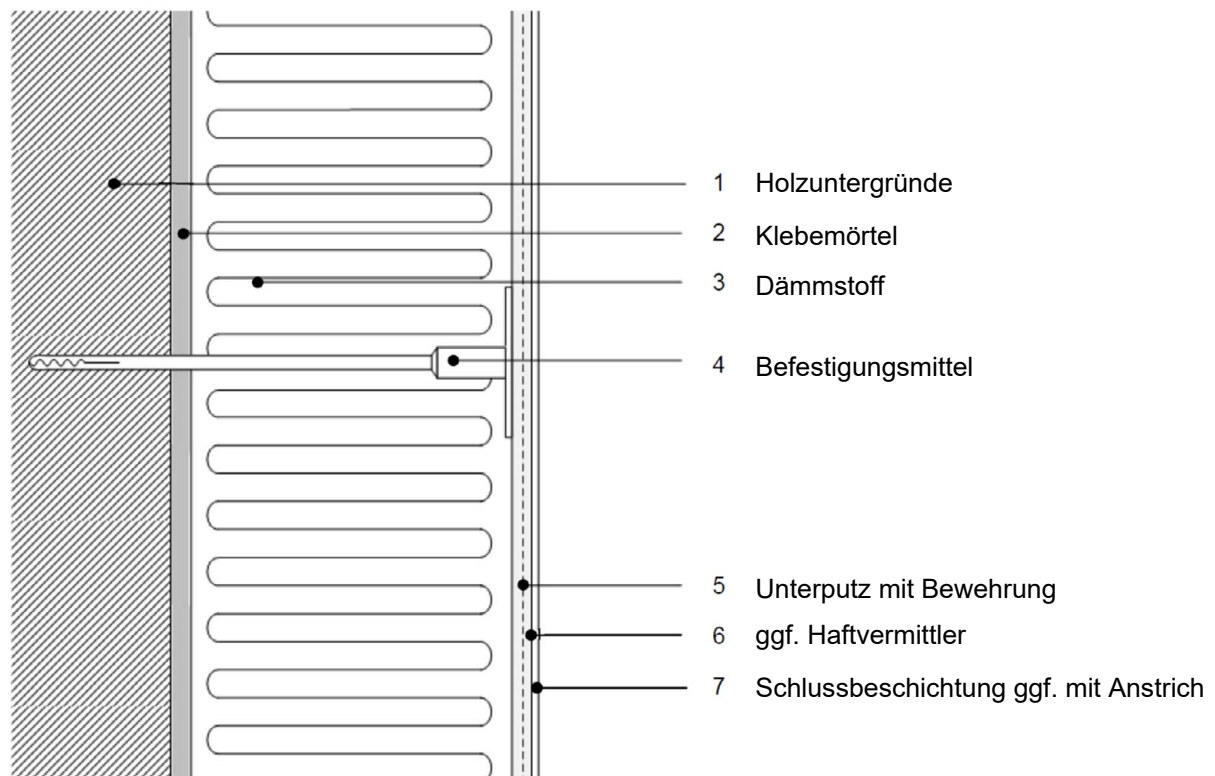 1 Holzuntergründe
2 Klebemörtel
3 Dämmstoff
4 Befestigungsmittel
5 Unterputz mit Bewehrung
6 ggf. Haftvermittler
7 Schlussbeschichtung ggf. mit Anstrich